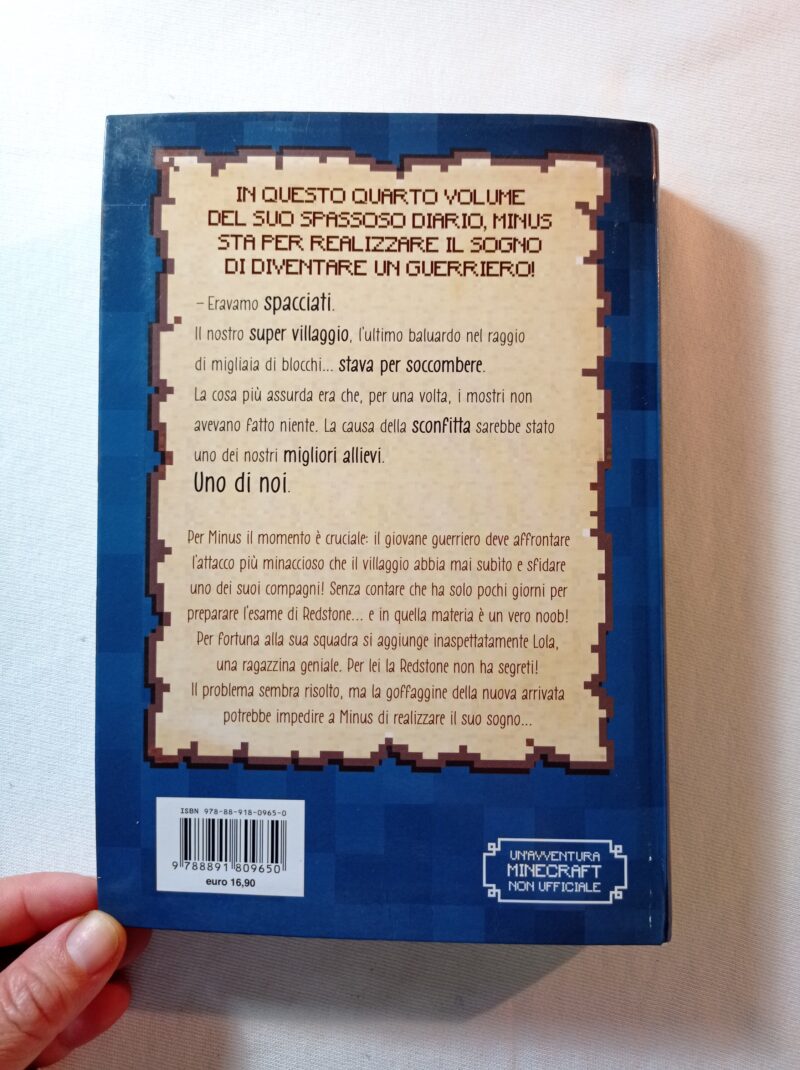 IN QUESTO QUARTO VOLUME
DEL SUO SPASSOSO DIARIO, MINUS
STA PER REALIZZARE IL SOGNO
DI DIVENTARE UN GUERRIERO!
– Eravamo spacciati.
Il nostro super villaggio, l'ultimo baluardo nel raggio
di migliaia di blocchi... stava per soccombere.
La cosa più assurda era che, per una volta, i mostri non
avevano fatto niente. La causa della sconfitta sarebbe stato
uno dei nostri migliori allievi.
Uno di noi.
Per Minus il momento è cruciale: il giovane guerriero deve affrontare
l'attacco più minaccioso che il villaggio abbia mai subìto e sfidare
uno dei suoi compagni! Senza contare che ha solo pochi giorni per
preparare l'esame di Redstone... e in quella materia è un vero noob!
Per fortuna alla sua squadra si aggiunge inaspettatamente Lola,
una ragazzina geniale. Per lei la Redstone non ha segreti!
Il problema sembra risolto, ma la goffaggine della nuova arrivata
potrebbe impedire a Minus di realizzare il suo sogno...
ISBN 978-88-918-0965-0
9 788891 809650
euro 16,90
UN'AVVENTURA
MINECRAFT
NON UFFICIALE